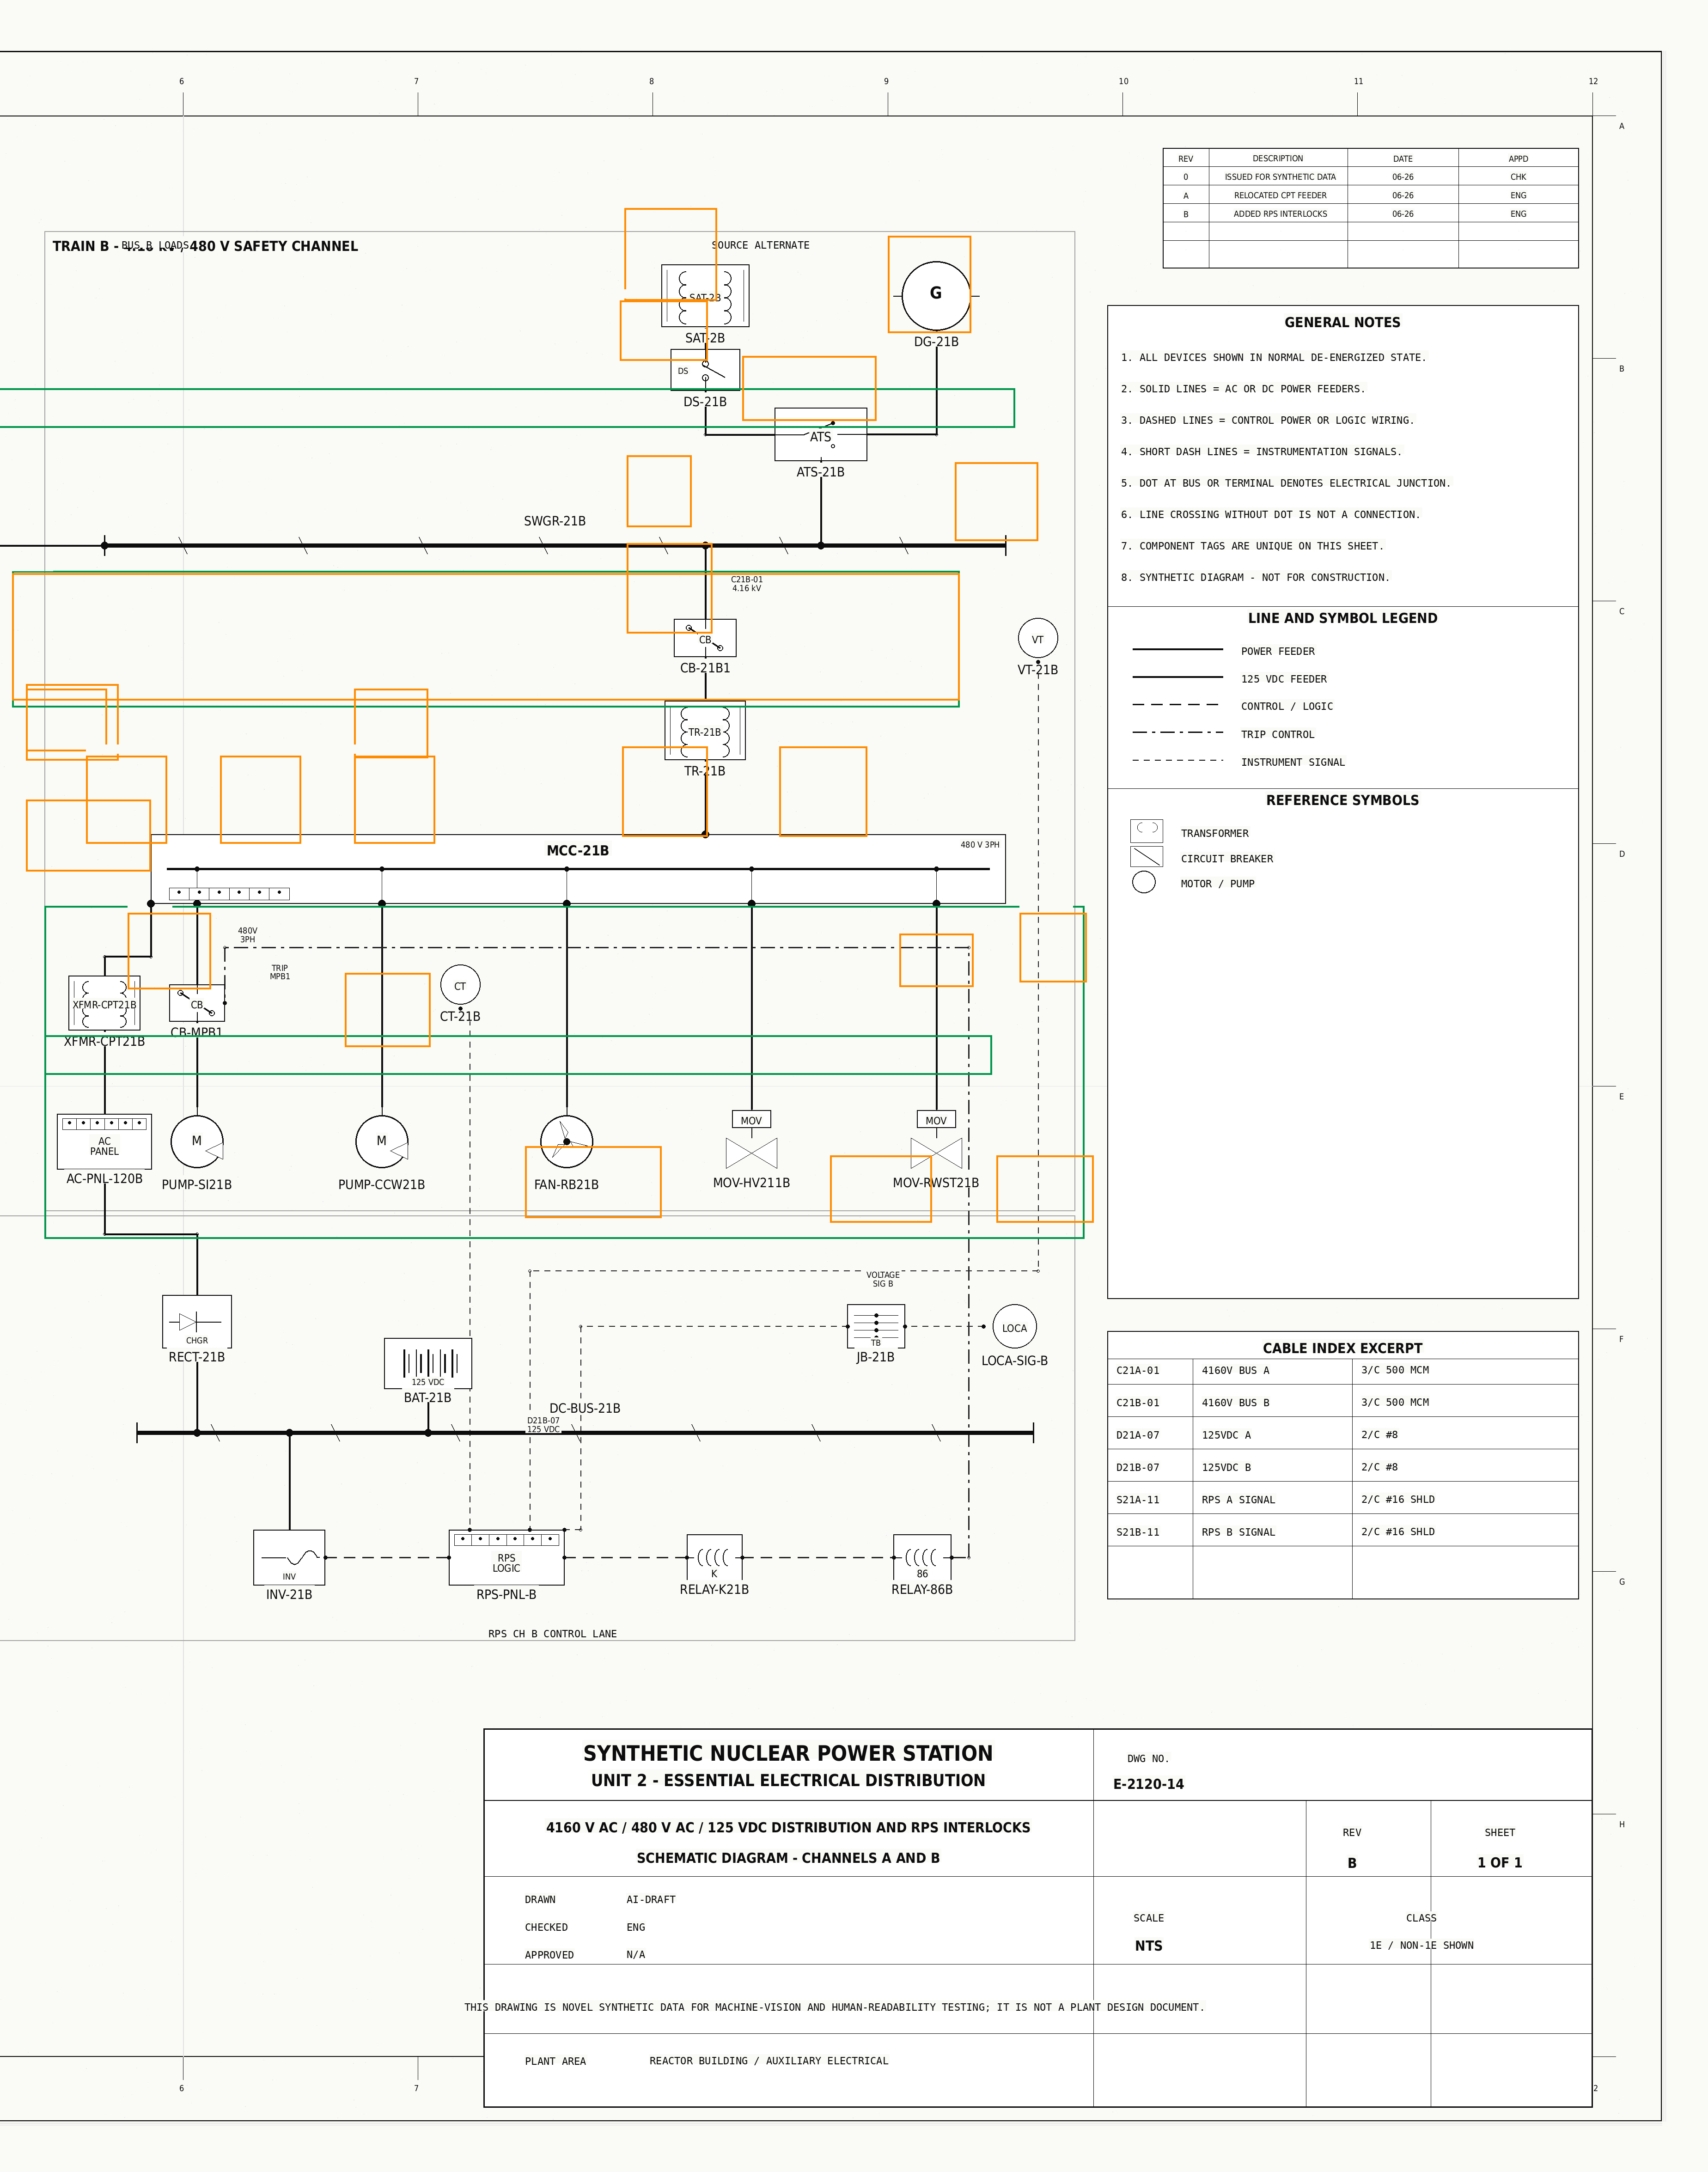 6 7 8 9 10 11 12
A
B
C
D
E
F
G
H
REV DESCRIPTION DATE APPD
0 ISSUED FOR SYNTHETIC DATA 06-26 CHK
A RELOCATED CPT FEEDER 06-26 ENG
B ADDED RPS INTERLOCKS 06-26 ENG
TRAIN B - 480 V SAFETY CHANNEL
BUS B LOADS
SOURCE ALTERNATE
SAT-2B
SAT-2B
G
DG-21B
DS
DS-21B
ATS
ATS-21B
SWGR-21B
C21B-01
4.16 kV
CB
CB-21B1
VT
VT-21B
TR-21B
TR-21B
MCC-21B
480 V 3PH
480V
3PH
TRIP
MPB1
CT
CT-21B
XFMR-CPT21B
XFMR-CPT21B
CB
CB-MPB1
AC
PANEL
AC-PNL-120B
M
PUMP-SI21B
M
PUMP-CCW21B
FAN-RB21B
MOV
MOV-HV211B
MOV
MOV-RWST21B
VOLTAGE
SIG B
CHGR
RECT-21B
125 VDC
BAT-21B
TB
JB-21B
LOCA
LOCA-SIG-B
DC-BUS-21B
D21B-07
125 VDC
INV
INV-21B
RPS
LOGIC
RPS-PNL-B
K
RELAY-K21B
86
RELAY-86B
RPS CH B CONTROL LANE
GENERAL NOTES
1. ALL DEVICES SHOWN IN NORMAL DE-ENERGIZED STATE.
2. SOLID LINES = AC OR DC POWER FEEDERS.
3. DASHED LINES = CONTROL POWER OR LOGIC WIRING.
4. SHORT DASH LINES = INSTRUMENTATION SIGNALS.
5. DOT AT BUS OR TERMINAL DENOTES ELECTRICAL JUNCTION.
6. LINE CROSSING WITHOUT DOT IS NOT A CONNECTION.
7. COMPONENT TAGS ARE UNIQUE ON THIS SHEET.
8. SYNTHETIC DIAGRAM - NOT FOR CONSTRUCTION.
LINE AND SYMBOL LEGEND
POWER FEEDER
125 VDC FEEDER
CONTROL / LOGIC
TRIP CONTROL
INSTRUMENT SIGNAL
REFERENCE SYMBOLS
TRANSFORMER
CIRCUIT BREAKER
MOTOR / PUMP
CABLE INDEX EXCERPT
C21A-01 4160V BUS A 3/C 500 MCM
C21B-01 4160V BUS B 3/C 500 MCM
D21A-07 125VDC A 2/C #8
D21B-07 125VDC B 2/C #8
S21A-11 RPS A SIGNAL 2/C #16 SHLD
S21B-11 RPS B SIGNAL 2/C #16 SHLD
SYNTHETIC NUCLEAR POWER STATION
UNIT 2 - ESSENTIAL ELECTRICAL DISTRIBUTION
DWG NO.
E-2120-14
4160 V AC / 480 V AC / 125 VDC DISTRIBUTION AND RPS INTERLOCKS
SCHEMATIC DIAGRAM - CHANNELS A AND B
REV
B
SHEET
1 OF 1
DRAWN AI-DRAFT
CHECKED ENG
APPROVED N/A
SCALE
NTS
CLASS
1E / NON-1E SHOWN
THIS DRAWING IS NOVEL SYNTHETIC DATA FOR MACHINE-VISION AND HUMAN-READABILITY TESTING; IT IS NOT A PLANT DESIGN DOCUMENT.
PLANT AREA REACTOR BUILDING / AUXILIARY ELECTRICAL
6 7 2